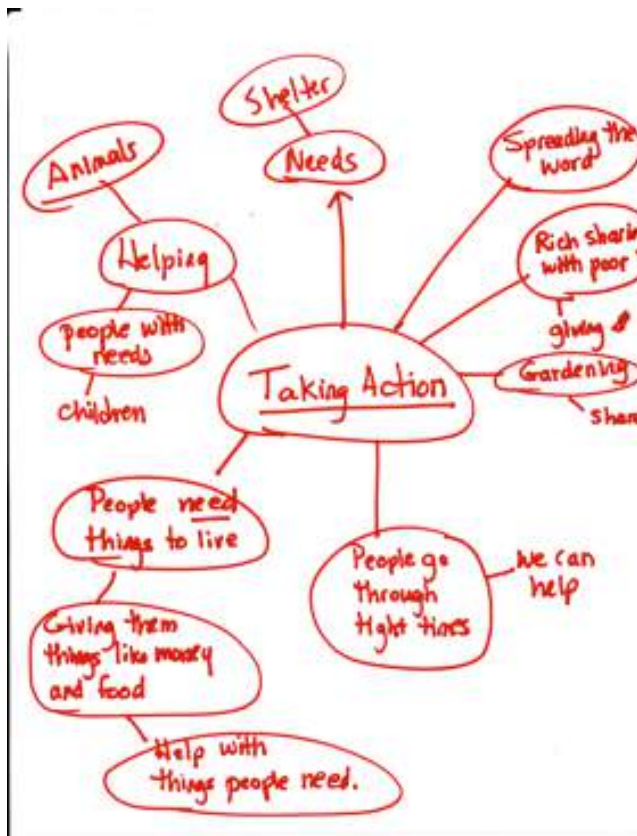 Shelter
Needs
Animals
Helping
People with
needs
children
Spreading the
word
Rich sharin
with poor
giving $
Gardening
shar
Taking Action
People need
things to live
Giving them
things like money
and food
Help with
things people need.
People go
through
tight times
we can
help